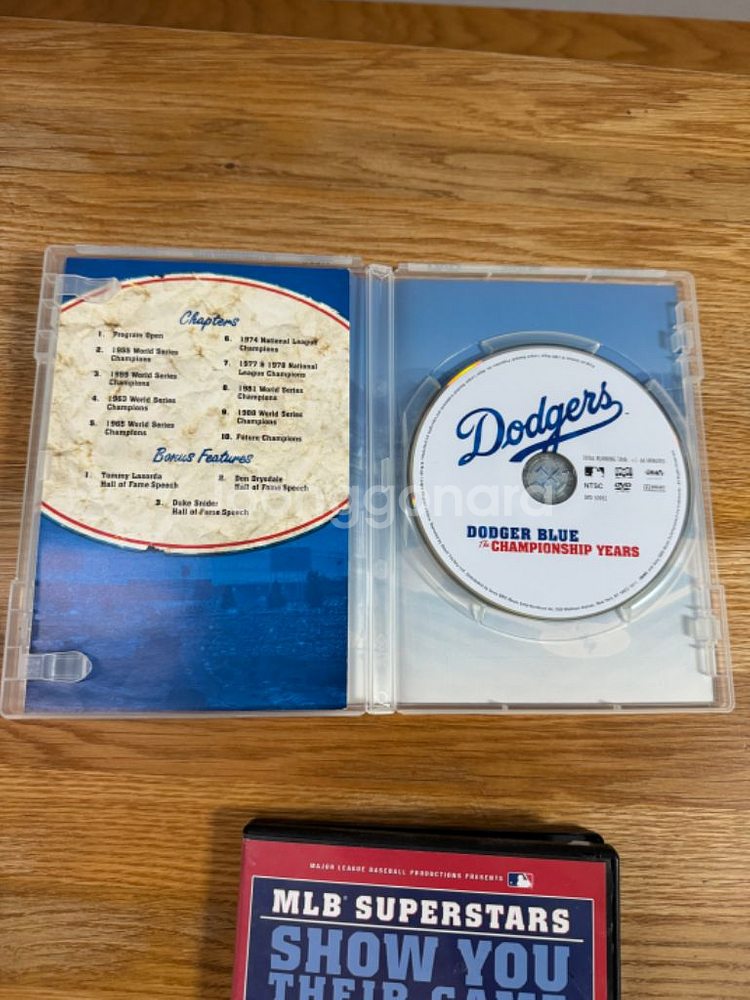 Chapters
1. Program Open
2. 1955 World Series
Champions
3. 1959 World Series
Champions
4. 1963 World Series
Champions
5. 1965 World Series
Champions
6. 1974 National League
Champions
7. 1977 & 1978 National
League Champions
8. 1981 World Series
Champions
9. 1988 World Series
Champions
10. Future Champions
Bonus Features
1. Tommy Lasorda
Hall of Fame Speech
2. Don Drysdale
Hall of Fame Speech
3. Duke Snider
Hall of Fame Speech
Dodgers
NTSC DVD
DODGER BLUE
The CHAMPIONSHIP YEARS
MAJOR LEAGUE BASEBALL PRODUCTIONS PRESENTS
MLB SUPERSTARS
SHOW YOU
THEIR GAME